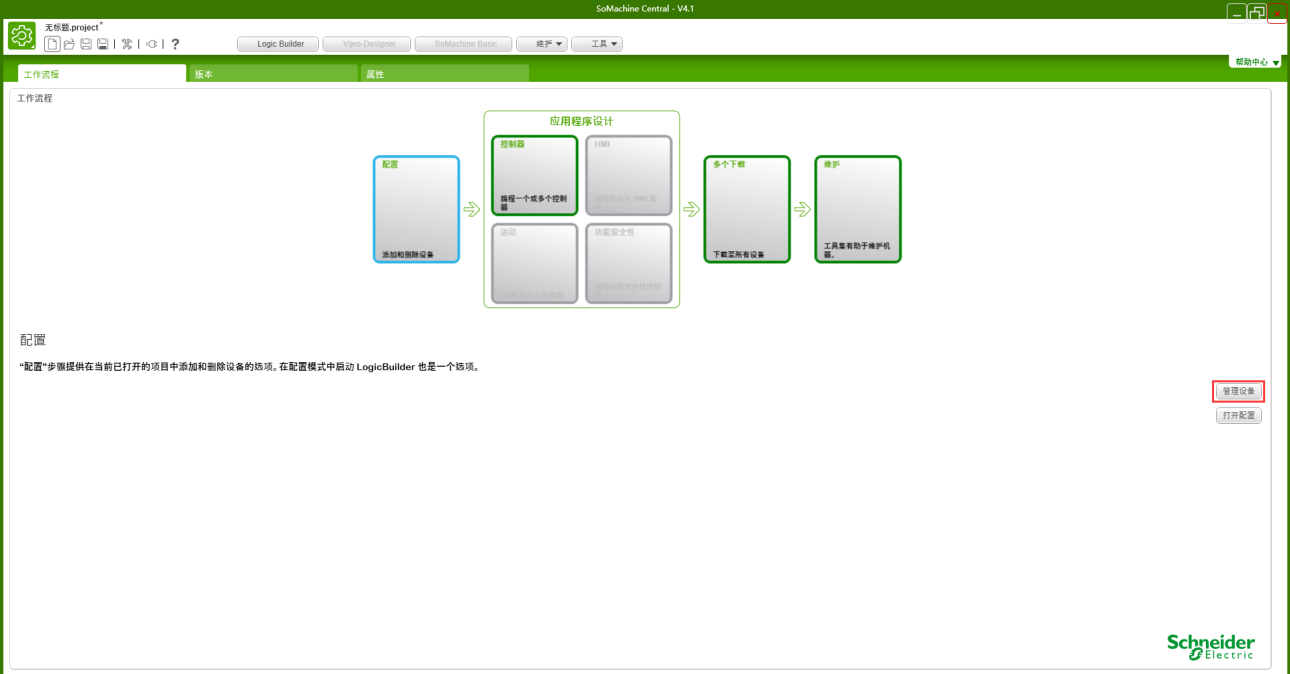 SoMachine Central - V4.1
无标题.project*
Logic Builder
Vijeo-Designer
SoMachine Basic
维护
工具
帮助中心
工作流程
版本
属性
工作流程
应用程序设计
配置
添加和删除设备
控制器
编程一个或多个控制
器
HMI
运动
功能安全性
多个下载
下载至所有设备
维护
工具集有助于维护机
器。
配置
“配置”步骤提供在当前已打开的项目中添加和删除设备的选项。在配置模式中启动 LogicBuilder 也是一个选项。
管理设备
打开配置
Schneider
Electric